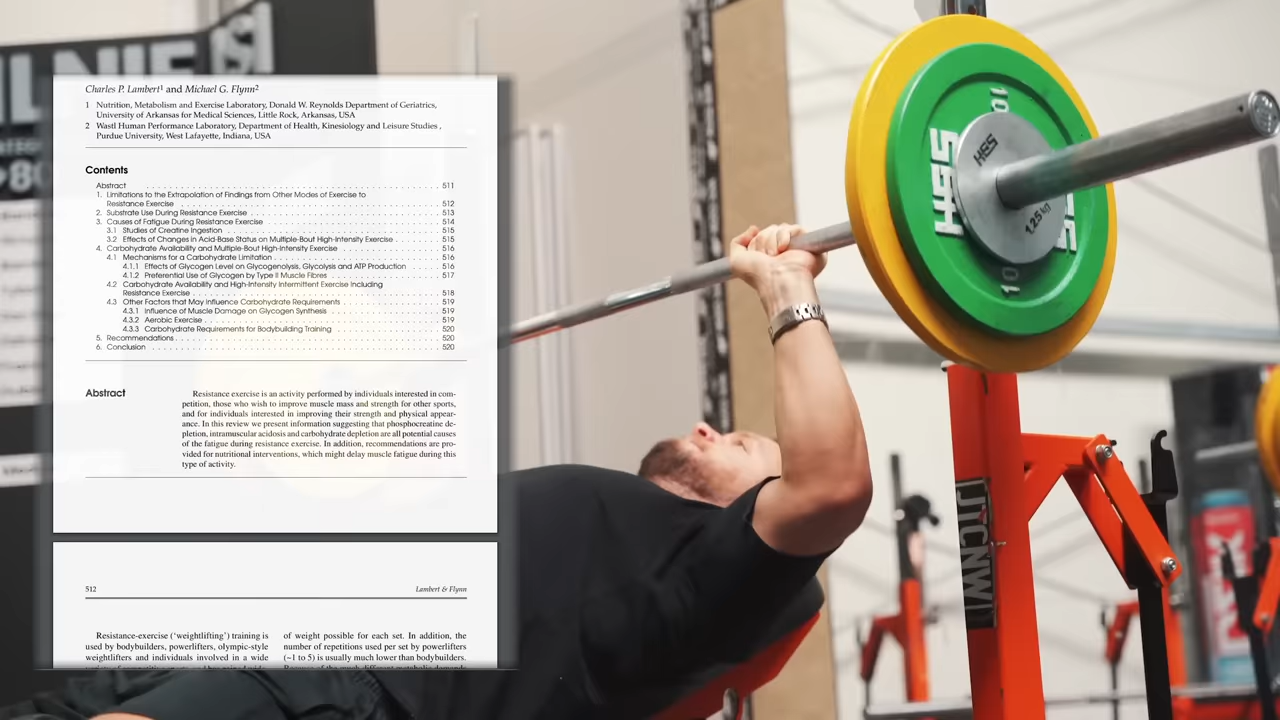 Charles P. Lambert¹ and Michael G. Flynn²
1 Nutrition, Metabolism and Exercise Laboratory, Donald W. Reynolds Department of Geriatrics,
University of Arkansas for Medical Sciences, Little Rock, Arkansas, USA
2 Wastl Human Performance Laboratory, Department of Health, Kinesiology and Leisure Studies ,
Purdue University, West Lafayette, Indiana, USA
Contents
Abstract . . . . 511
1. Limitations to the Extrapolation of Findings from Other Modes of Exercise to
Resistance Exercise . . . . 512
2. Substrate Use During Resistance Exercise . . . . 513
3. Causes of Fatigue During Resistance Exercise . . . . 514
3.1 Studies of Creatine Ingestion . . . . 515
3.2 Effects of Changes in Acid-Base Status on Multiple-Bout High-Intensity Exercise . . . . 515
4. Carbohydrate Availability and Multiple-Bout High-Intensity Exercise . . . . 516
4.1 Mechanisms for a Carbohydrate Limitation . . . . 516
4.1.1 Effects of Glycogen Level on Glycogenolysis, Glycolysis and ATP Production . . . . 516
4.1.2 Preferential Use of Glycogen by Type II Muscle Fibres . . . . 517
4.2 Carbohydrate Availability and High-Intensity Intermittent Exercise Including
Resistance Exercise . . . . 518
4.3 Other Factors that May Influence Carbohydrate Requirements . . . . 519
4.3.1 Influence of Muscle Damage on Glycogen Synthesis . . . . 519
4.3.2 Aerobic Exercise . . . . 519
4.3.3 Carbohydrate Requirements for Bodybuilding Training . . . . 520
5. Recommendations . . . . 520
6. Conclusion . . . . 520
Abstract
Resistance exercise is an activity performed by individuals interested in com-
petition, those who wish to improve muscle mass and strength for other sports,
and for individuals interested in improving their strength and physical appear-
ance. In this review we present information suggesting that phosphocreatine de-
pletion, intramuscular acidosis and carbohydrate depletion are all potential causes
of the fatigue during resistance exercise. In addition, recommendations are pro-
vided for nutritional interventions, which might delay muscle fatigue during this
type of activity.
512
Lambert & Flynn
Resistance-exercise ('weightlifting') training is
used by bodybuilders, powerlifters, olympic-style
weightlifters and individuals involved in a wide
of weight possible for each set. In addition, the
number of repetitions used per set by powerlifters
(~1 to 5) is usually much lower than bodybuilders.
10
HSS
HSS
1.25 kg
10